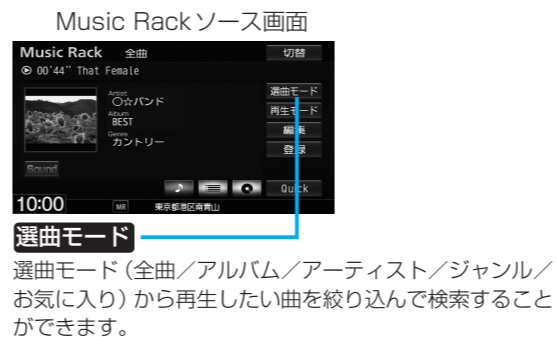 Music Rackソース画面
Music Rack 全曲 切替
00'44" That Female
選曲モード
Artist
○☆バンド
再生モード
Album
BEST
編集
Genre
カントリー
登録
Sound
Quick
10:00 MR 東京都港区南青山
選曲モード
選曲モード（全曲／アルバム／アーティスト／ジャンル／
お気に入り）から再生したい曲を絞り込んで検索すること
ができます。